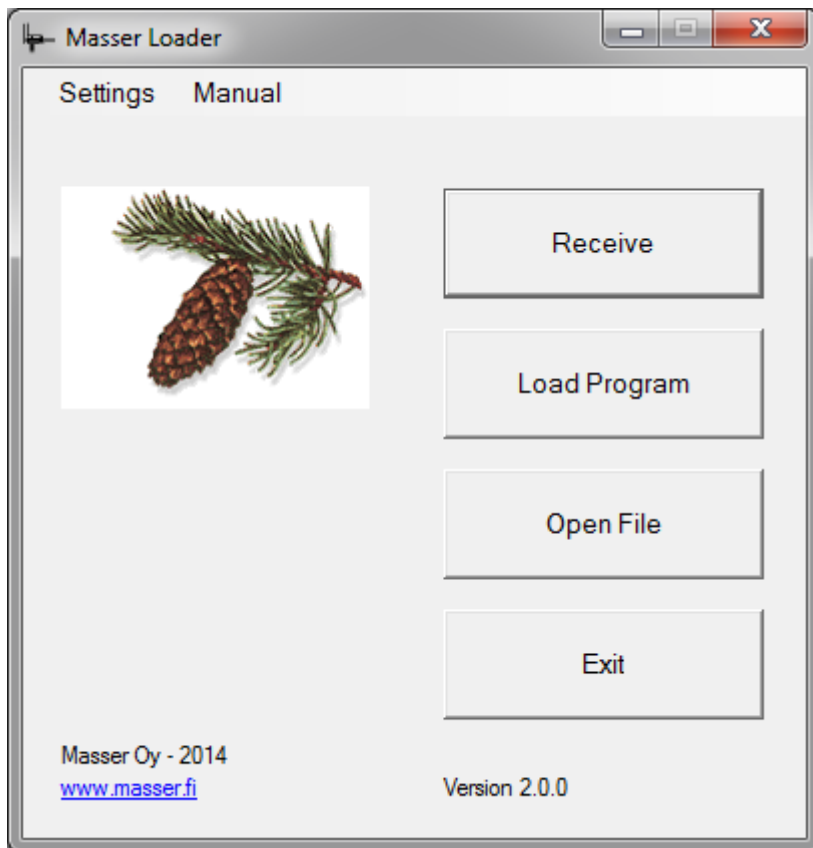 Masser Loader
Settings Manual
Receive
Load Program
Open File
Exit
Masser Oy - 2014
www.masser.fi
Version 2.0.0